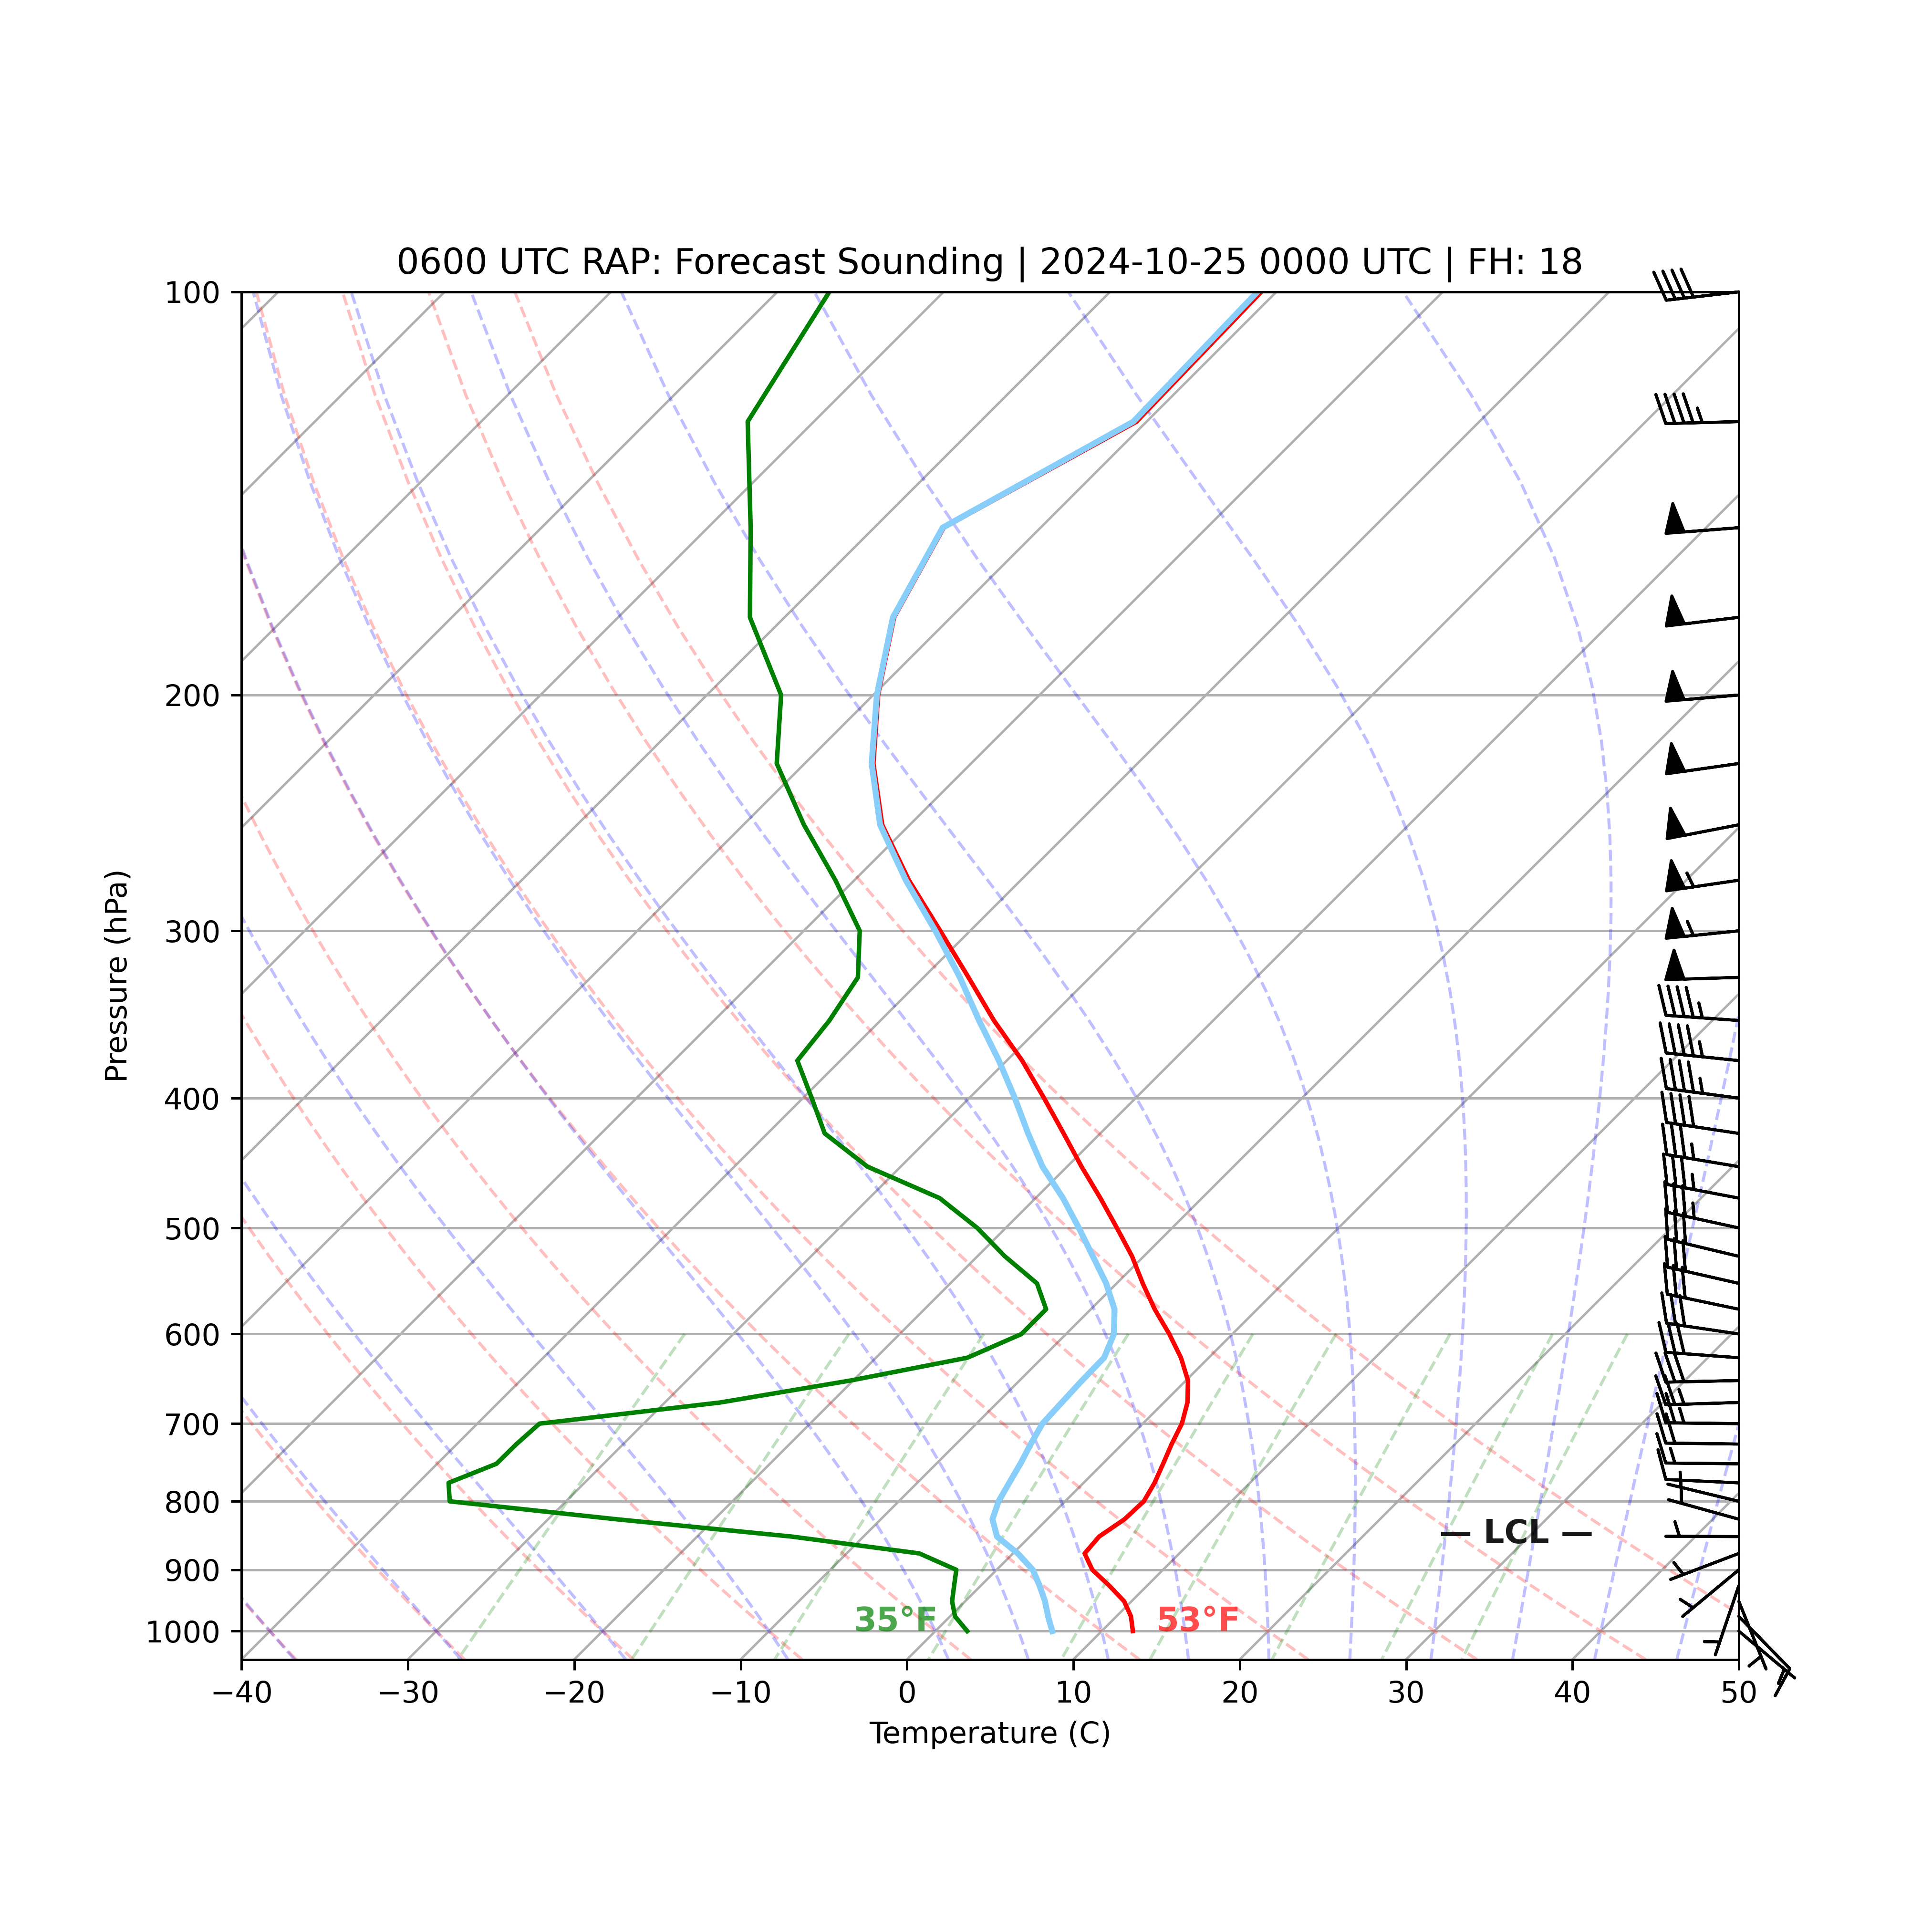 0600 UTC RAP: Forecast Sounding | 2024-10-25 0000 UTC | FH: 18
100
200
300
400
500
600
700
800
900
1000
Pressure (hPa)
— LCL —
35°F
53°F
−40 −30 −20 −10 0 10 20 30 40 50
Temperature (C)